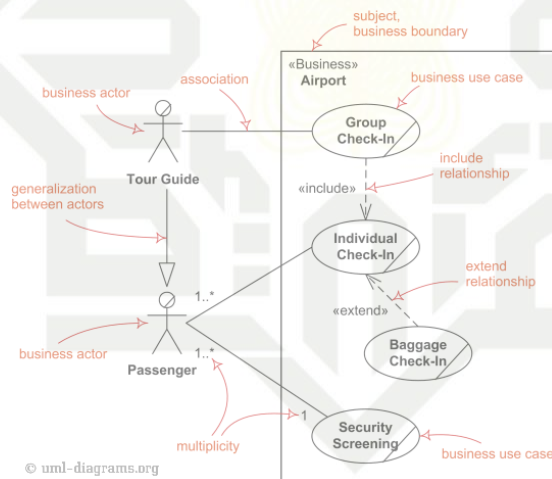 subject,
business boundary
«Business»
Airport
association
business use case
business actor
Group
Check-In
Tour Guide
include
relationship
«include»
generalization
between actors
Individual
Check-In
extend
relationship
1..*
«extend»
business actor
1..*
Passenger
Baggage
Check-In
multiplicity
1
Security
Screening
business use case
© uml-diagrams.org